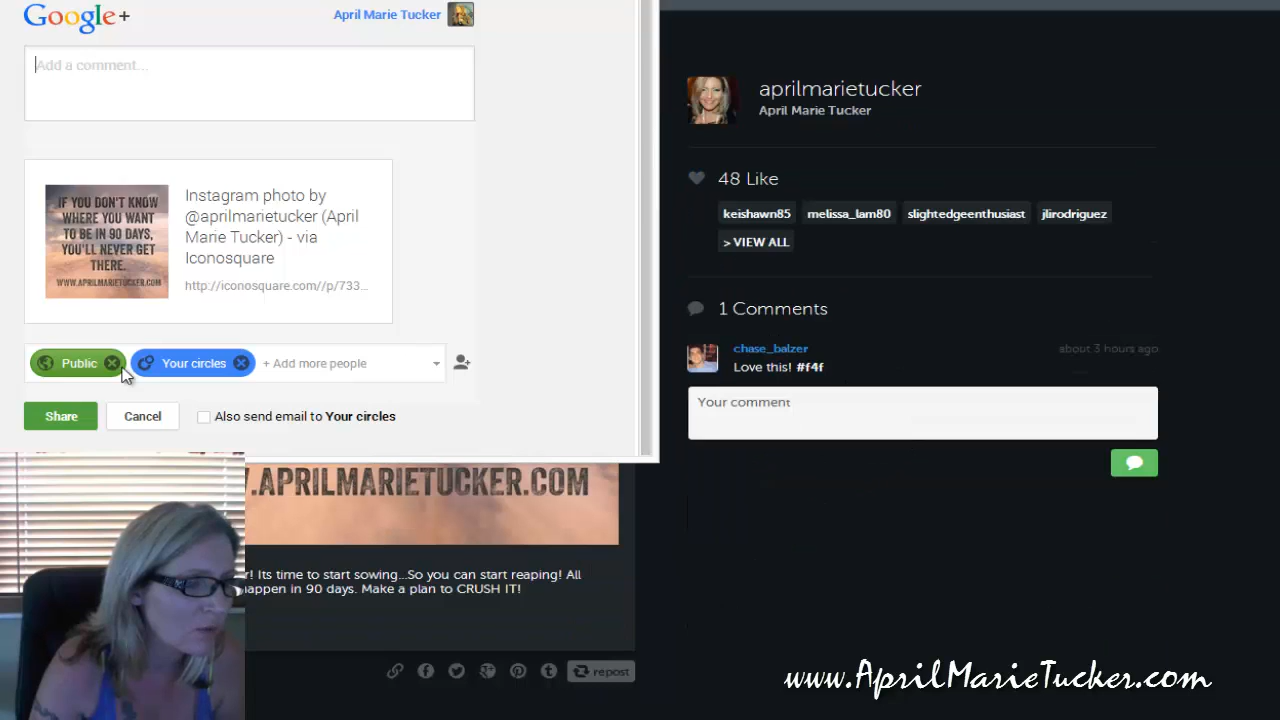 Google+
April Marie Tucker
Add a comment...
IF YOU DON'T KNOW
WHERE YOU WANT
TO BE IN 90 DAYS,
YOU'LL NEVER GET
THERE.
WWW.APRILMARIETUCKER.COM
Instagram photo by
@aprilmarietucker (April
Marie Tucker) - via
Iconosquare
http://iconosquare.com//p/733...
Public
Your circles
+ Add more people
Share
Cancel
Also send email to Your circles
.APRILMARIETUCKER.COM
! Its time to start sowing...So you can start reaping! All
appen in 90 days. Make a plan to CRUSH IT!
repost
aprilmarietucker
April Marie Tucker
48 Like
keishawn85
melissa_lam80
slightedgeenthusiast
jlirodriguez
> VIEW ALL
1 Comments
chase_balzer
about 3 hours ago
Love this! #f4f
Your comment
www.AprilMarieTucker.com